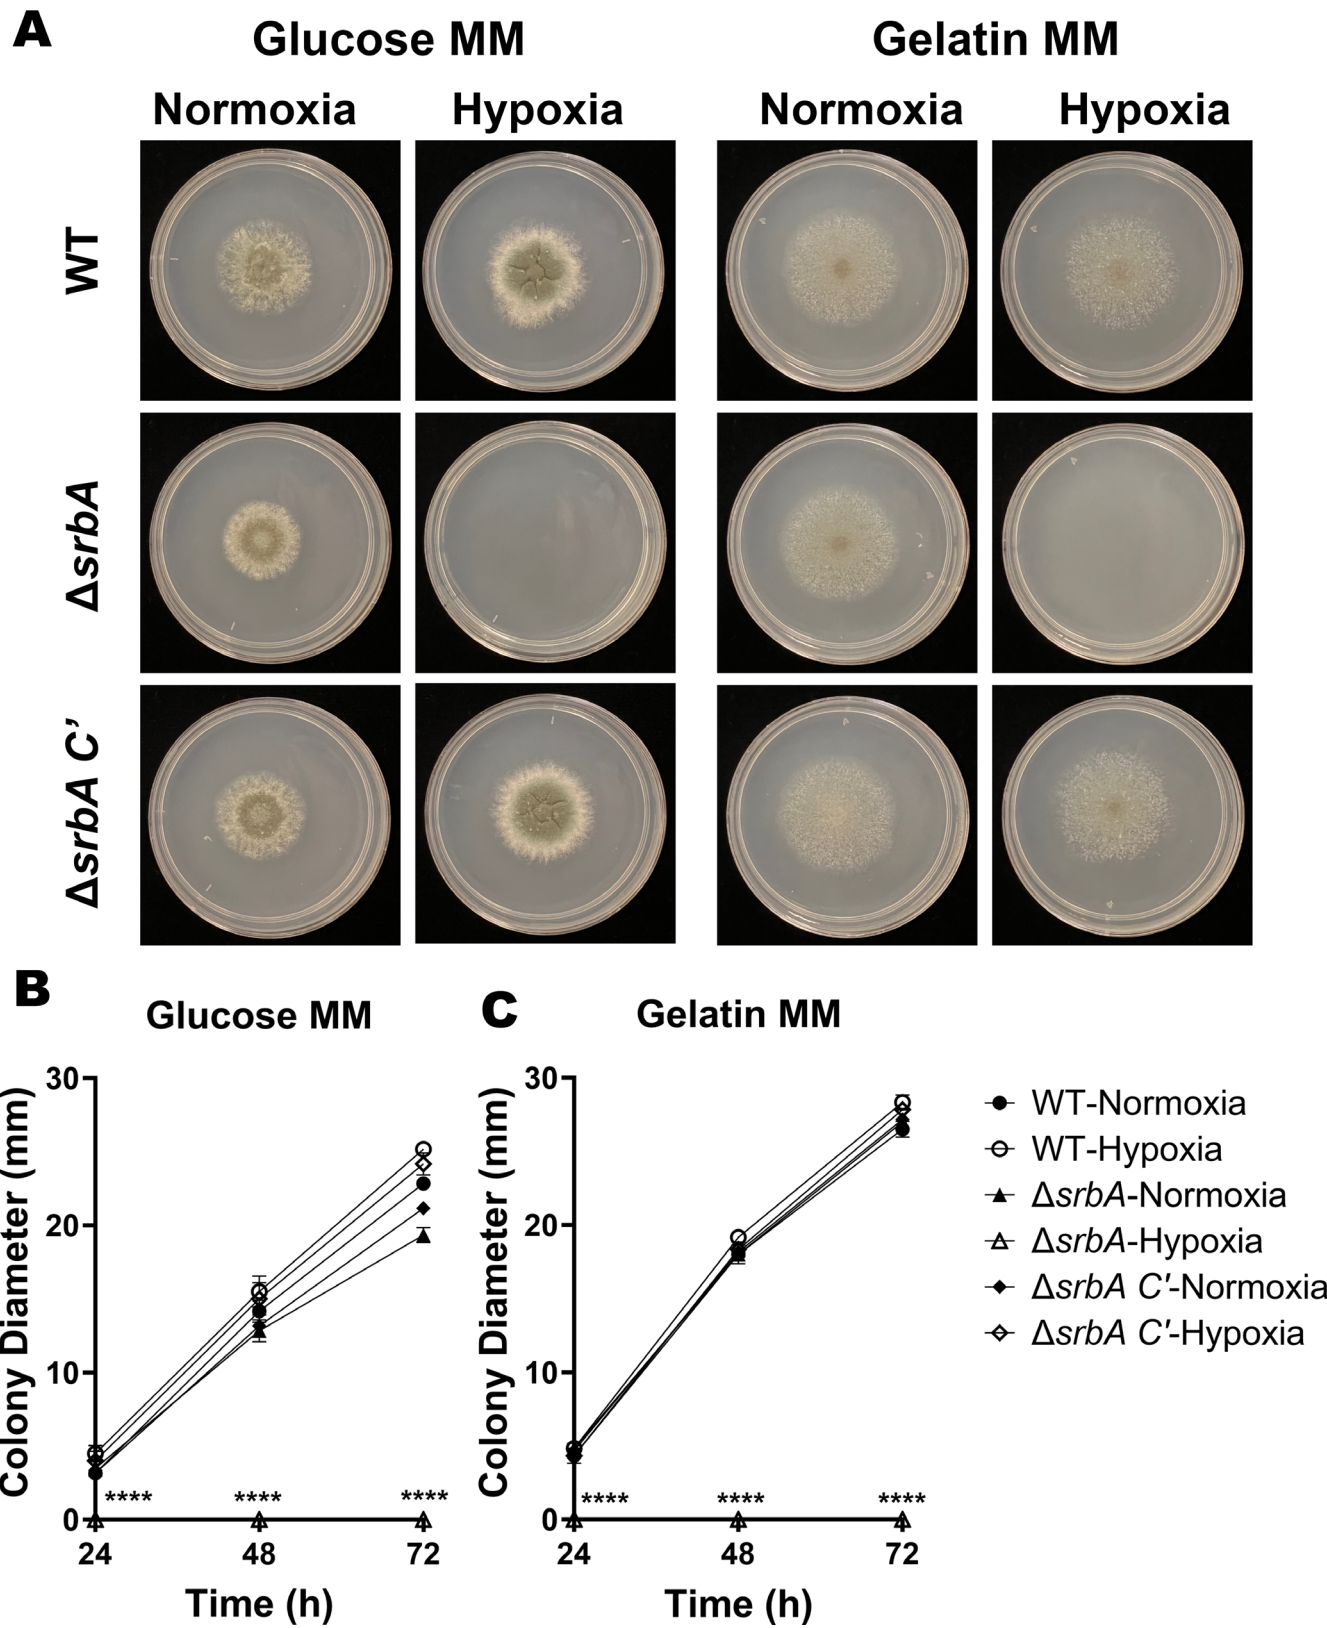 A
Glucose MM
Gelatin MM
Normoxia
Hypoxia
Normoxia
Hypoxia
WT
ΔsrbA
ΔsrbA C’
B
Glucose MM
C
Gelatin MM
Colony Diameter (mm)
30
20
10
0
24
48
72
****
****
****
Time (h)
Colony Diameter (mm)
30
20
10
0
24
48
72
****
****
****
Time (h)
WT-Normoxia
WT-Hypoxia
ΔsrbA-Normoxia
ΔsrbA-Hypoxia
ΔsrbA C'-Normoxia
ΔsrbA C'-Hypoxia